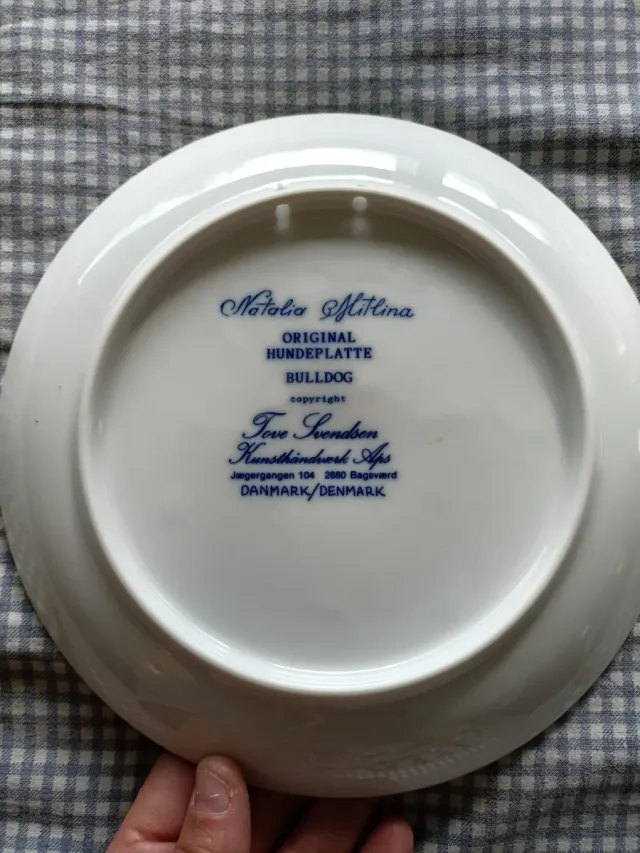 Natalia Mitlina
ORIGINAL
HUNDEPLATTE
BULLDOG
copyright
Tove Svendsen
Kunsthåndværk Aps
Jægergangen 104 2880 Bagsværd
DANMARK/DENMARK